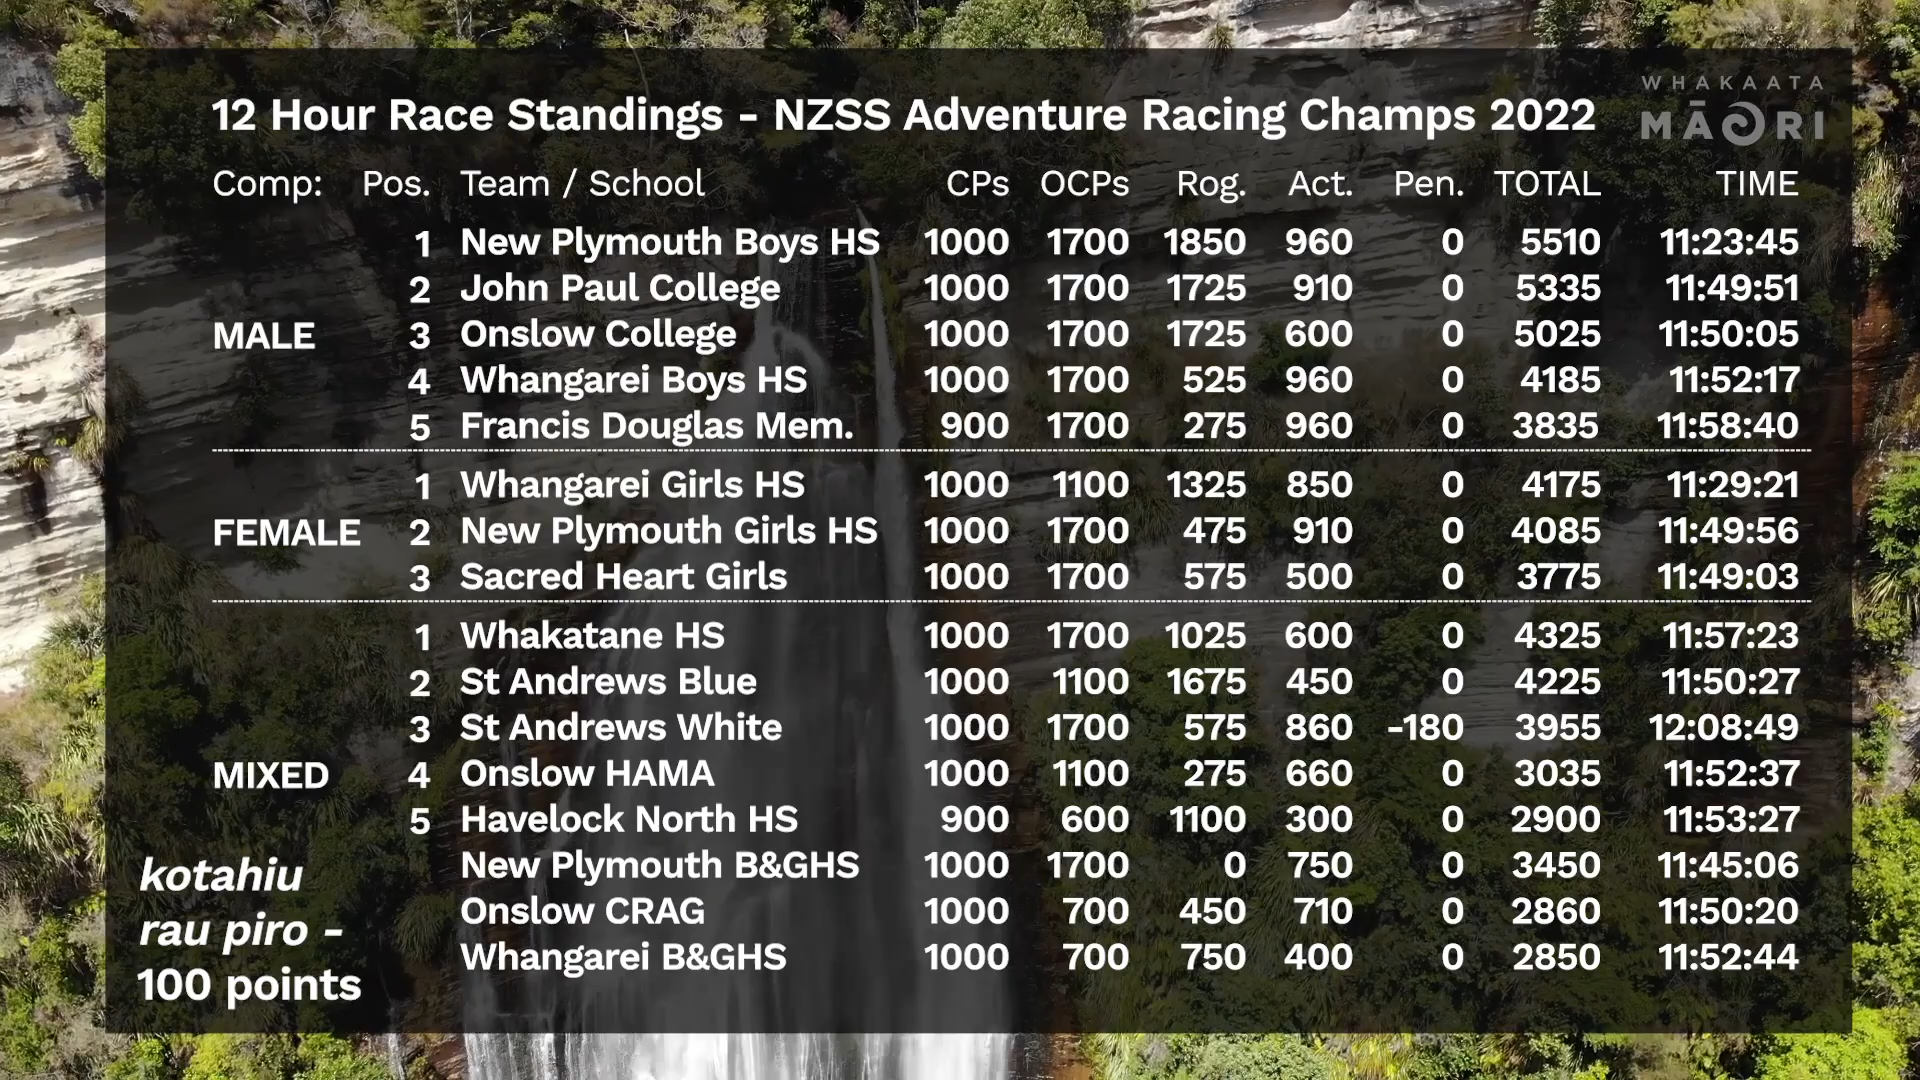 WHAKAATA
MĀORI
12 Hour Race Standings - NZSS Adventure Racing Champs 2022
Comp: Pos. Team / School CPs OCPs Rog. Act. Pen. TOTAL TIME
1 New Plymouth Boys HS 1000 1700 1850 960 0 5510 11:23:45
2 John Paul College 1000 1700 1725 910 0 5335 11:49:51
MALE 3 Onslow College 1000 1700 1725 600 0 5025 11:50:05
4 Whangarei Boys HS 1000 1700 525 960 0 4185 11:52:17
5 Francis Douglas Mem. 900 1700 275 960 0 3835 11:58:40
1 Whangarei Girls HS 1000 1100 1325 850 0 4175 11:29:21
FEMALE 2 New Plymouth Girls HS 1000 1700 475 910 0 4085 11:49:56
3 Sacred Heart Girls 1000 1700 575 500 0 3775 11:49:03
1 Whakatane HS 1000 1700 1025 600 0 4325 11:57:23
2 St Andrews Blue 1000 1100 1675 450 0 4225 11:50:27
3 St Andrews White 1000 1700 575 860 -180 3955 12:08:49
MIXED 4 Onslow HAMA 1000 1100 275 660 0 3035 11:52:37
5 Havelock North HS 900 600 1100 300 0 2900 11:53:27
New Plymouth B&GHS 1000 1700 0 750 0 3450 11:45:06
Onslow CRAG 1000 700 450 710 0 2860 11:50:20
Whangarei B&GHS 1000 700 750 400 0 2850 11:52:44
kotahiu
rau piro -
100 points